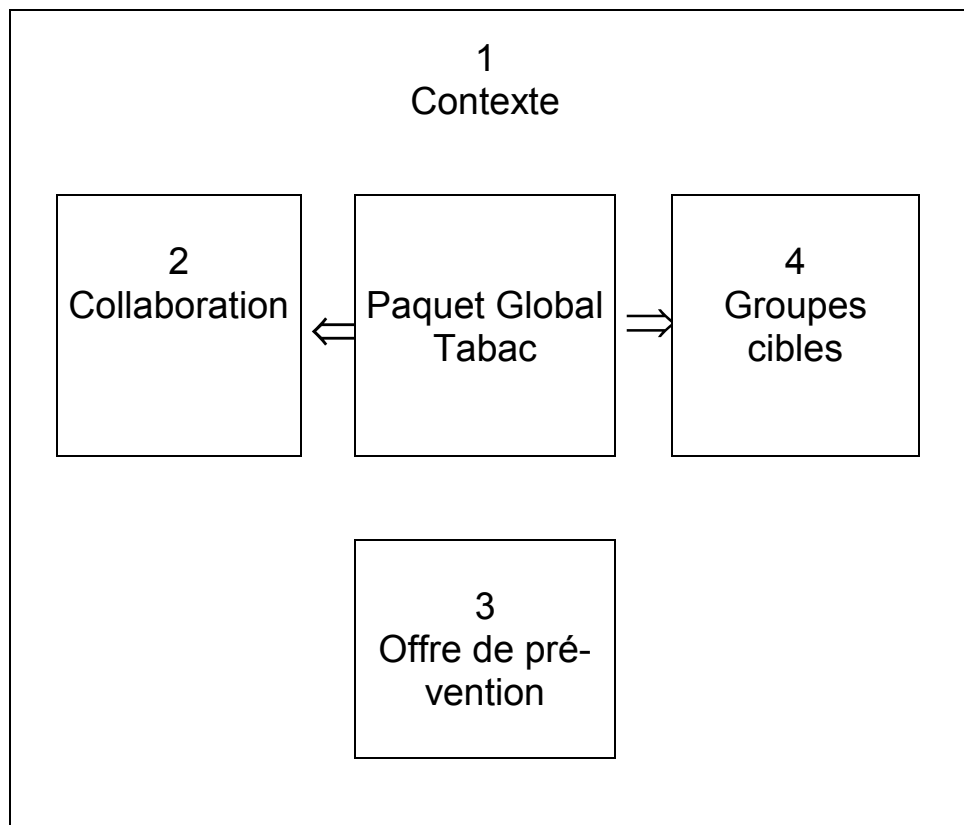 1
Contexte
2
Collaboration
⇐
Paquet Global
Tabac
⇒
4
Groupes
cibles
3
Offre de pré-
vention